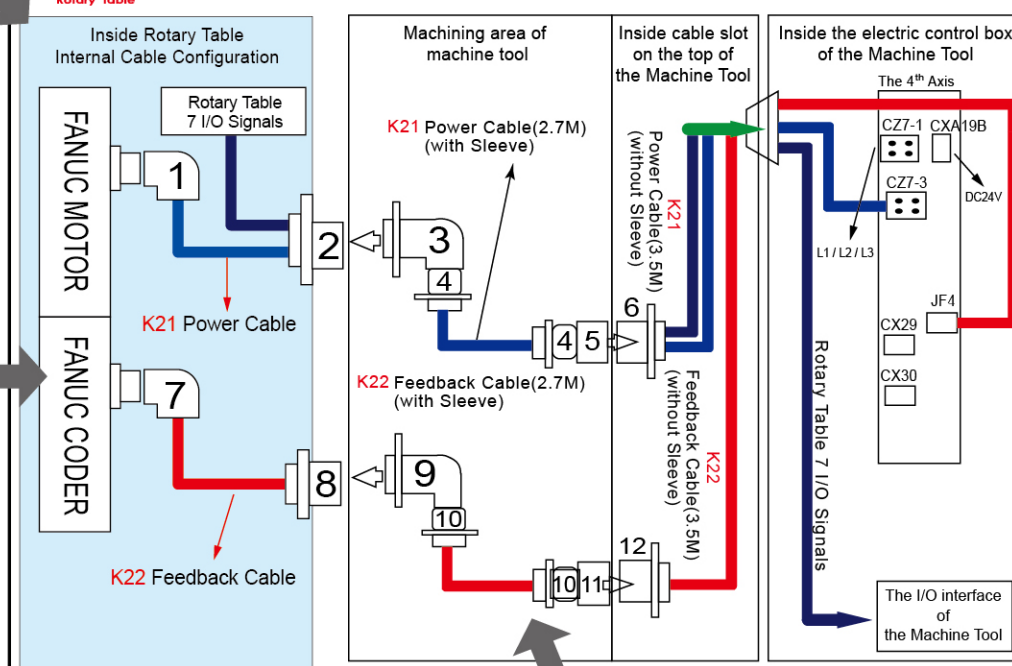 Rotary Table
Inside Rotary Table
Internal Cable Configuration
FANUC MOTOR
Rotary Table
7 I/O Signals
1
2
K21 Power Cable
FANUC CODER
7
8
K22 Feedback Cable
Machining area of
machine tool
K21 Power Cable(2.7M)
(with Sleeve)
3
4
4
5
K22 Feedback Cable(2.7M)
(with Sleeve)
9
10
10
11
Inside cable slot
on the top of
the Machine Tool
K21
Power Cable(3.5M)
(without Sleeve)
6
K22
Feedback Cable(3.5M)
(without Sleeve)
12
Inside the electric control box
of the Machine Tool
The 4th Axis
CZ7-1
CXA19B
CZ7-3
DC24V
L1 / L2 / L3
JF4
CX29
CX30
Rotary Table 7 I/O Signals
The I/O interface
of
the Machine Tool